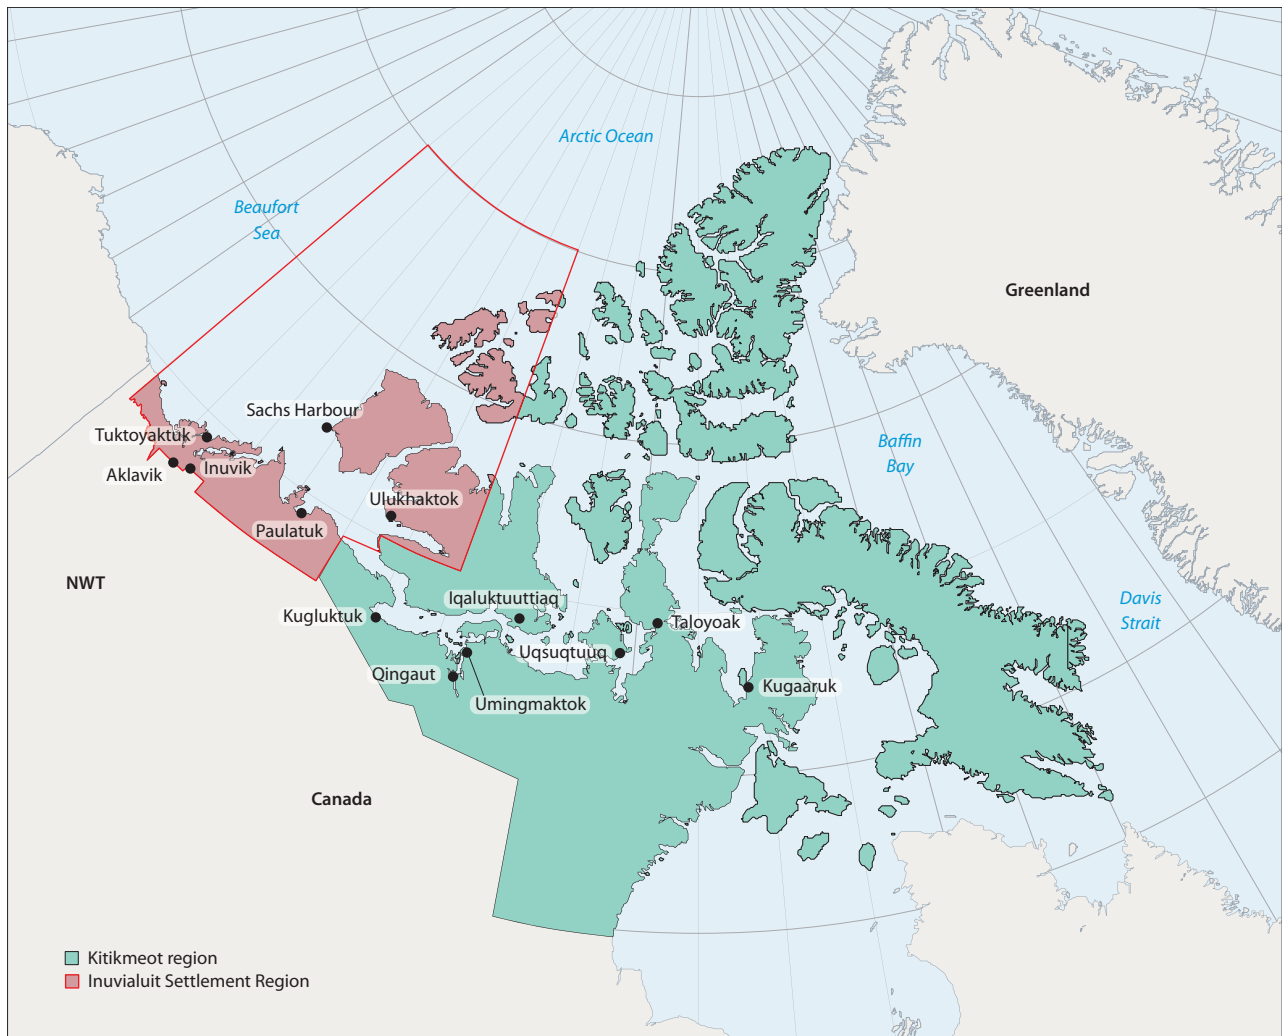 Arctic Ocean
Beaufort
Sea
Greenland
Sachs Harbour
Tuktoyaktuk
Baffin
Bay
Aklavik
Inuvik
Ulukhaktok
Paulatuk
NWT
Davis
Strait
Iqaluktuuttiaq
Kugluktuk
Taloyoak
Uqsuqtuuq
Qingaut
Kugaaruk
Umingmaktok
Canada
Kitikmeot region
Inuvialuit Settlement Region